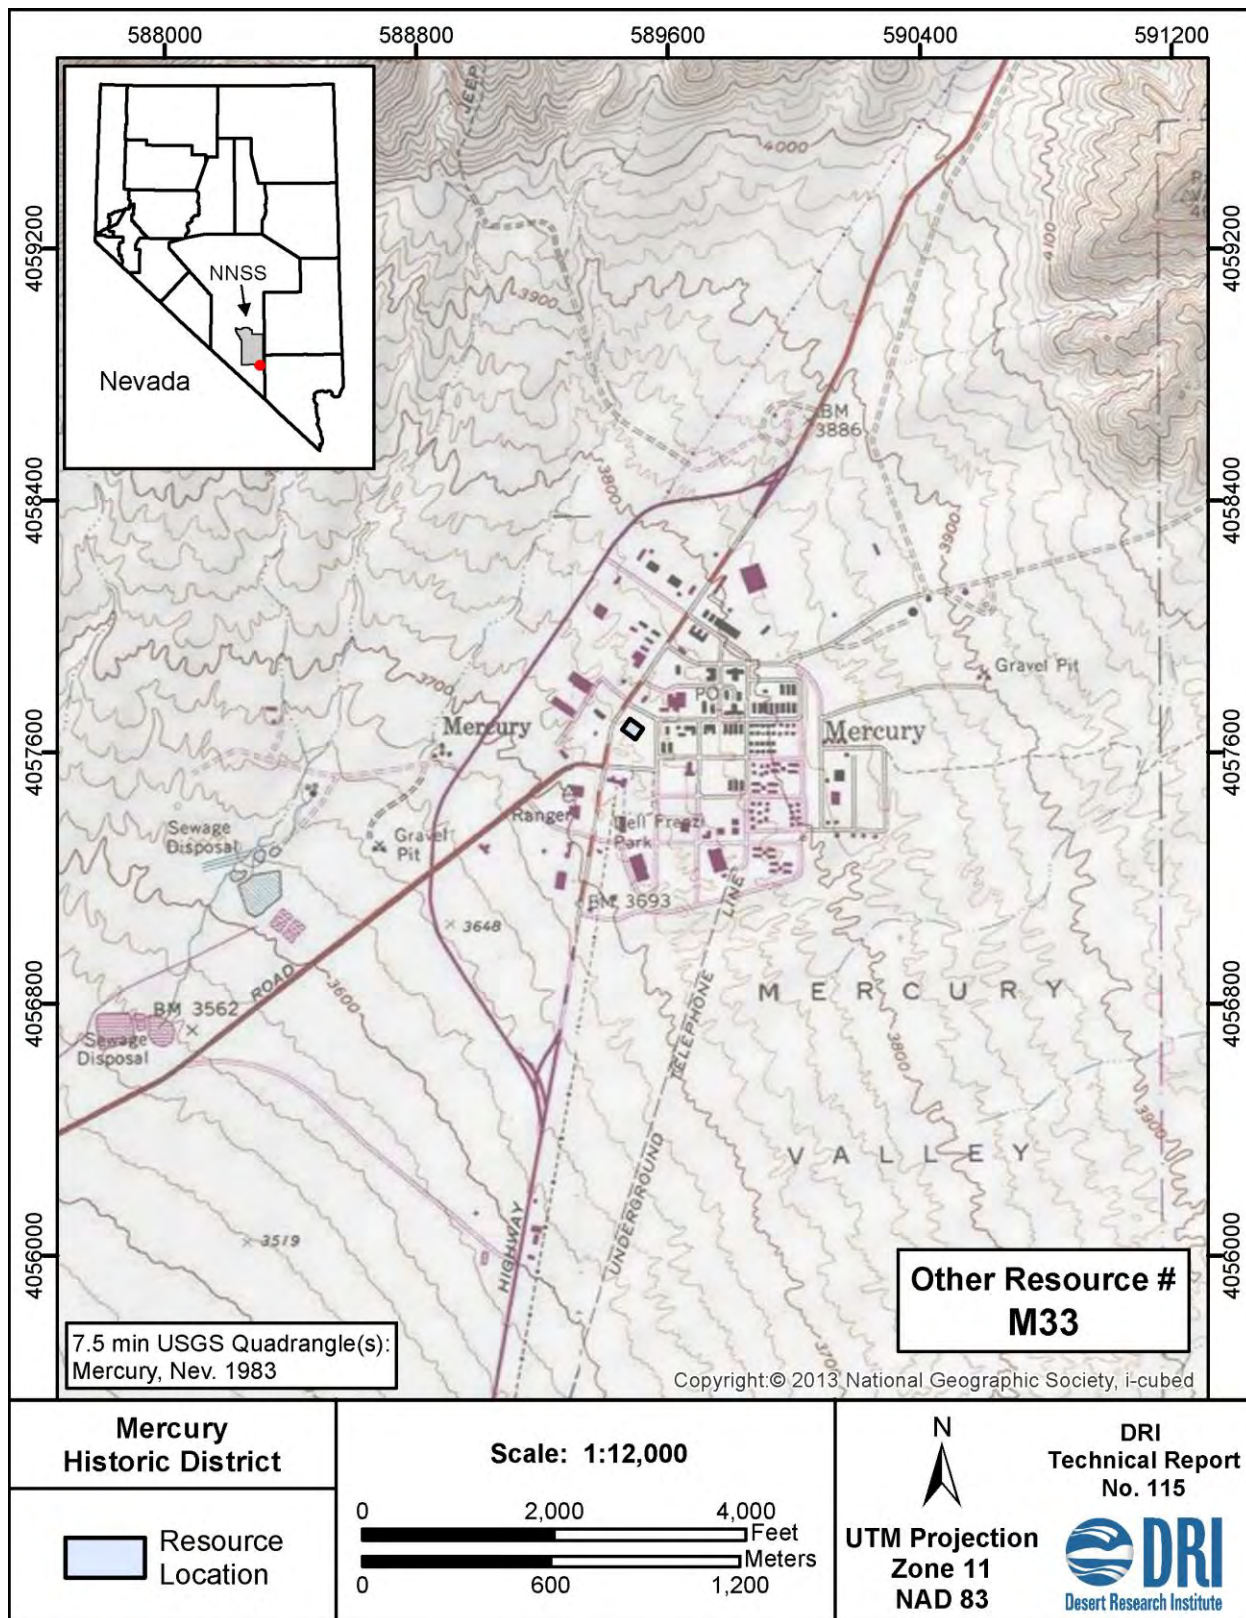 588000 588800 589600 590400 591200
4059200
4058400
4057600
4056800
4056000
4059200
4058400
4057600
4056800
4056000
NNSS
Nevada
JEEP
4000
4100
3900
BM
3886
3800
3900
3700
Gravel Pit
PO
Mercury
Mercury
Ranger
Park
Sewage
Disposal
Gravel
Pit
BM 3693
3648
ROAD
3600
BM 3562
Sewage
Disposal
MERCURY
VALLEY
UNDERGROUND TELEPHONE LINE
HIGHWAY
3800
3900
3700
3519
Other Resource #
M33
7.5 min USGS Quadrangle(s):
Mercury, Nev. 1983
Copyright:© 2013 National Geographic Society, i-cubed
Mercury
Historic District
Resource
Location
Scale: 1:12,000
0 2,000 4,000
Feet
Meters
0 600 1,200
N
UTM Projection
Zone 11
NAD 83
DRI
Technical Report
No. 115
DRI
Desert Research Institute